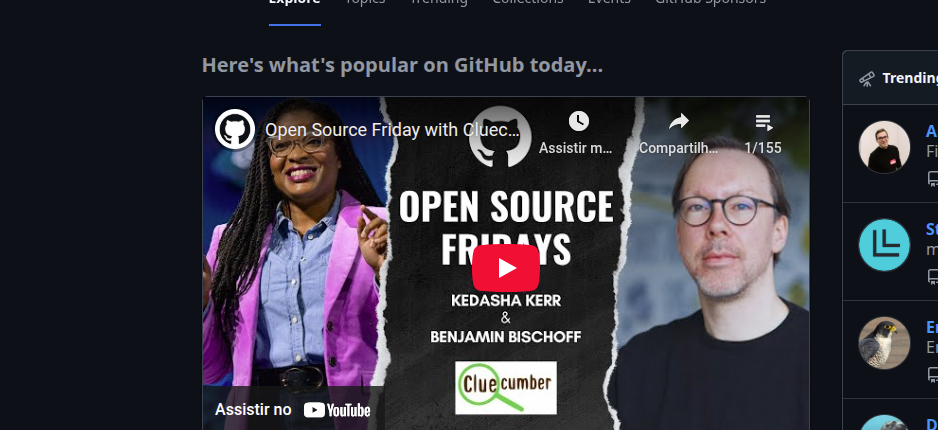 Explore Topics Trending Collections Events GitHub Sponsors
Here's what's popular on GitHub today...
Trending
Open Source Friday with Cluec...
Assistir m...
Compartilh...
1/155
OPEN SOURCE
FRIDAYS
KEDASHA KERR
&
BENJAMIN BISCHOFF
Cluecumber
Assistir no YouTube